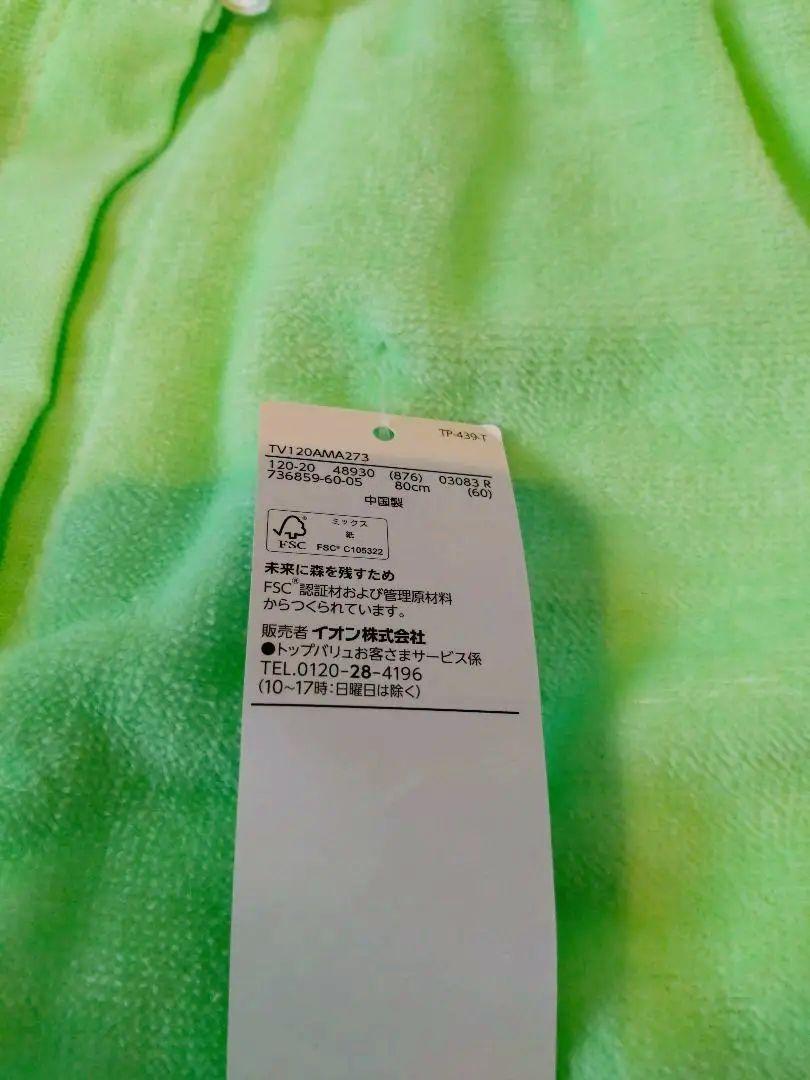 TP-439-T
TV120AMA273
120-20 48930 (876) 03083 R
736859-60-05 80cm (60)
中国製
ミックス
紙
FSC® FSC® C105322
未来に森を残すため
FSC®認証材および管理原材料
からつくられています。
販売者 イオン株式会社
●トップバリュお客さまサービス係
TEL.0120-28-4196
(10~17時:日曜日は除く)